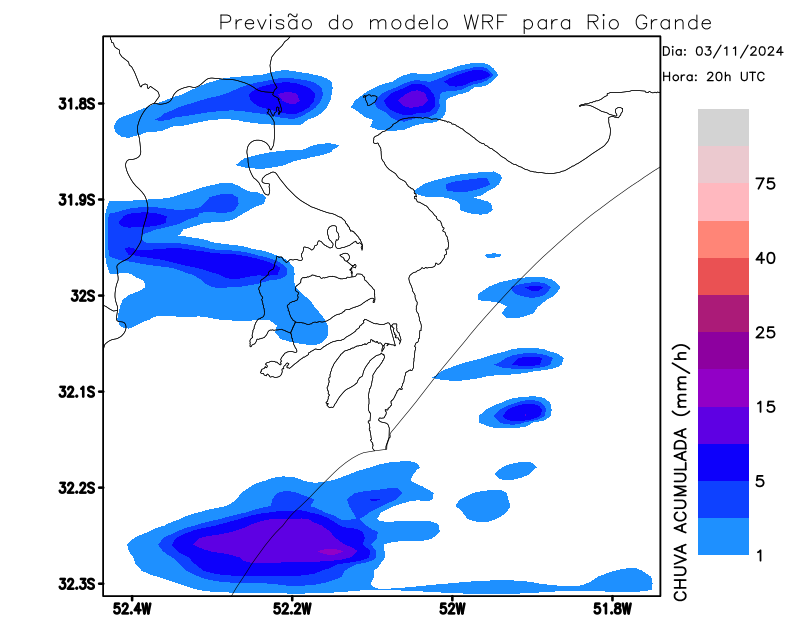 Previsão do modelo WRF para Rio Grande
Dia: 03/11/2024
Hora: 20h UTC
31.8S
31.9S
32S
32.1S
32.2S
32.3S
52.4W
52.2W
52W
51.8W
75
40
25
15
5
1
CHUVA ACUMULADA (mm/h)